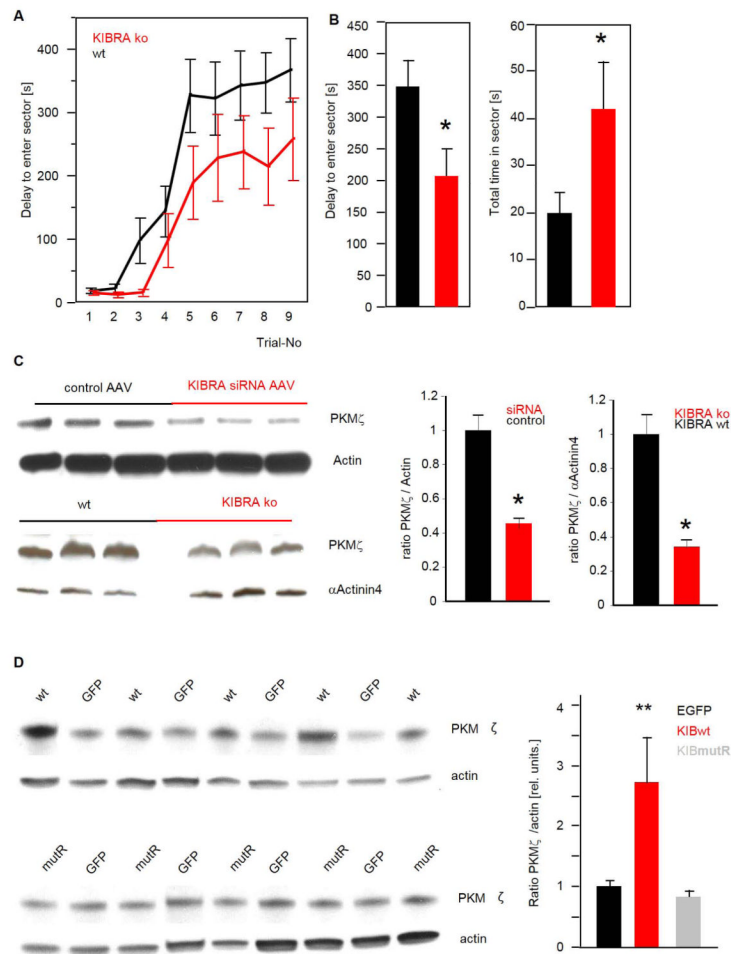 A
KIBRA ko
wt
Delay to enter sector [s]
400
300
200
100
0
1 2 3 4 5 6 7 8 9
Trial-No
B
Delay to enter sector [s]
450
400
350
300
250
200
150
100
050
0
*
Total time in sector [s]
60
40
20
0
*
C
control AAV
KIBRA siRNA AAV
PKMζ
Actin
wt
KIBRA ko
PKMζ
αActinin4
ratio PKMζ / Actin
1.2
1
0.8
0.6
0.4
0.2
0
siRNA
control
*
ratio PKMζ / αActinin4
1.2
1
0.8
0.6
0.4
0.2
0
KIBRA ko
KIBRA wt
*
D
wt GFP wt GFP wt GFP wt GFP wt
PKM ζ
actin
mutR GFP mutR GFP mutR GFP mutR GFP mutR
PKM ζ
actin
Ratio PKMζ /actin [rel. units.]
4
3
2
1
0
**
EGFP
KIBwt
KIBmutR